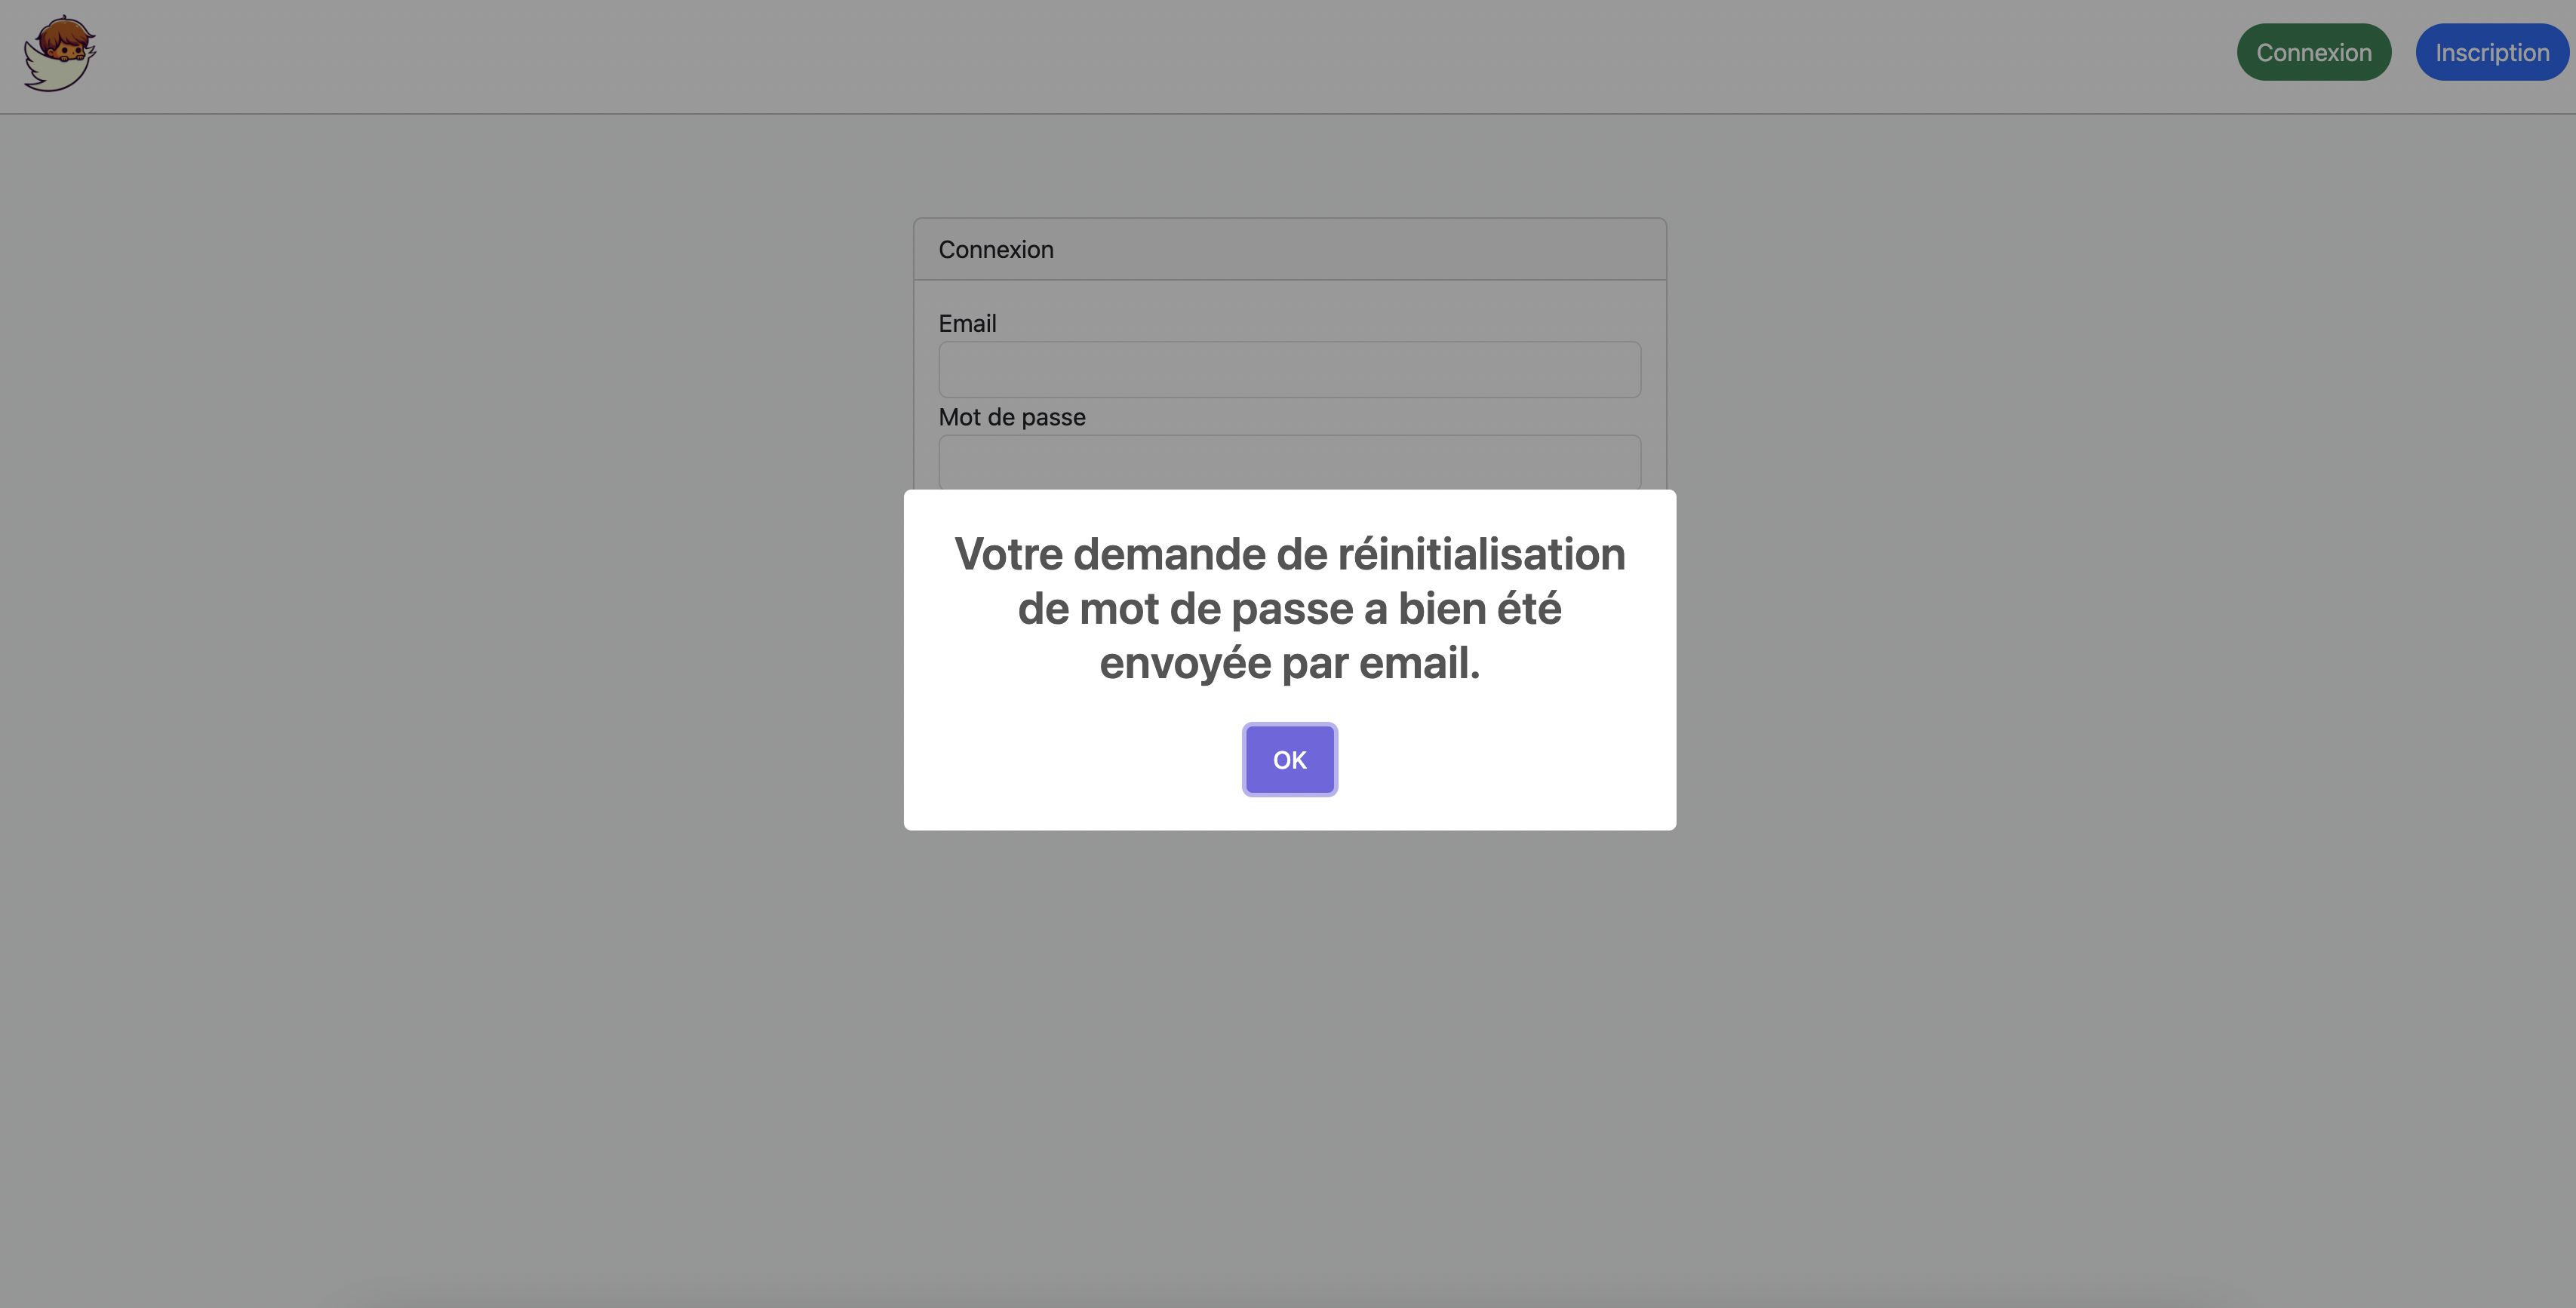 Connexion
Inscription
Connexion
Email
Mot de passe
Votre demande de réinitialisation
de mot de passe a bien été
envoyée par email.
OK